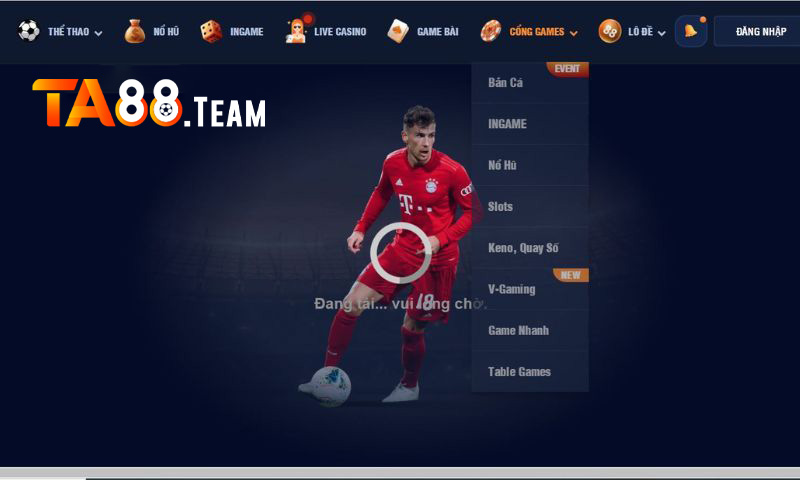 THỂ THAO
NỔ HŨ
INGAME
LIVE CASINO
GAME BÀI
CỔNG GAMES
LÔ ĐỀ
ĐĂNG NHẬP
TA88.TEAM
EVENT
Bắn Cá
INGAME
Nổ Hũ
Slots
Keno, Quay Số
NEW
V-Gaming
Game Nhanh
Table Games
Đang tải... vui lòng chờ.
T
18